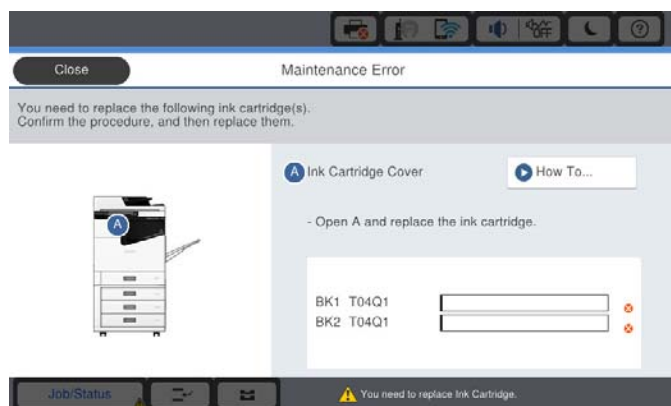 OFF
Close
Maintenance Error
You need to replace the following ink cartridge(s).
Confirm the procedure, and then replace them.
A Ink Cartridge Cover
How To...
A
- Open A and replace the ink cartridge.
BK1 T04Q1
BK2 T04Q1
Job/Status
You need to replace Ink Cartridge.